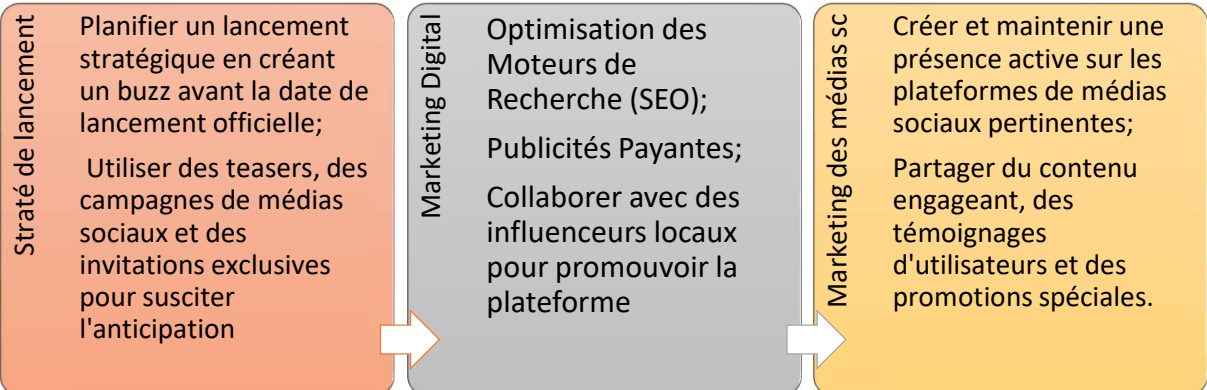 Straté de lancement
Planifier un lancement
stratégique en créant
un buzz avant la date de
lancement officielle;
Utiliser des teasers, des
campagnes de médias
sociaux et des
invitations exclusives
pour susciter
l'anticipation
Marketing Digital
Optimisation des
Moteurs de
Recherche (SEO);
Publicités Payantes;
Collaborer avec des
influenceurs locaux
pour promouvoir la
plateforme
Marketing des médias sc
Créer et maintenir une
présence active sur les
plateformes de médias
sociaux pertinentes;
Partager du contenu
engageant, des
témoignages
d'utilisateurs et des
promotions spéciales.